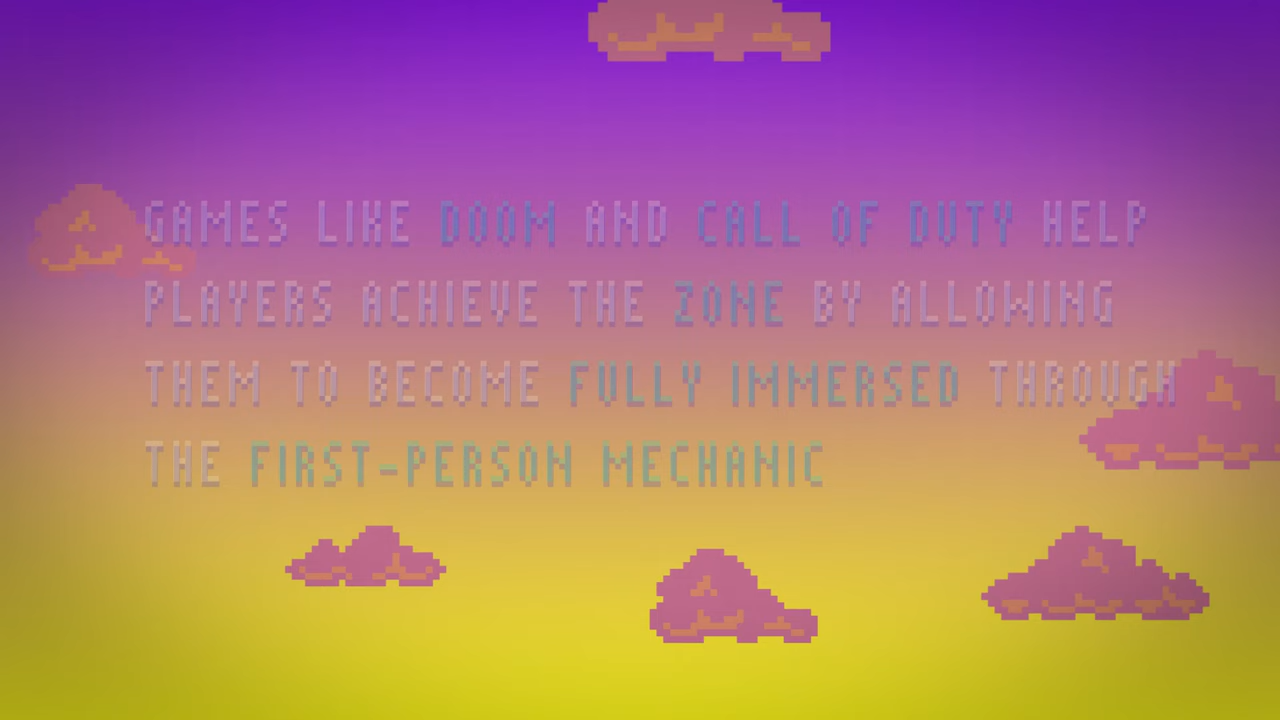 GAMES LIKE DOOM AND CALL OF DUTY HELP
PLAYERS ACHIEVE THE ZONE BY ALLOWING
THEM TO BECOME FULLY IMMERSED THROUGH
THE FIRST-PERSON MECHANIC